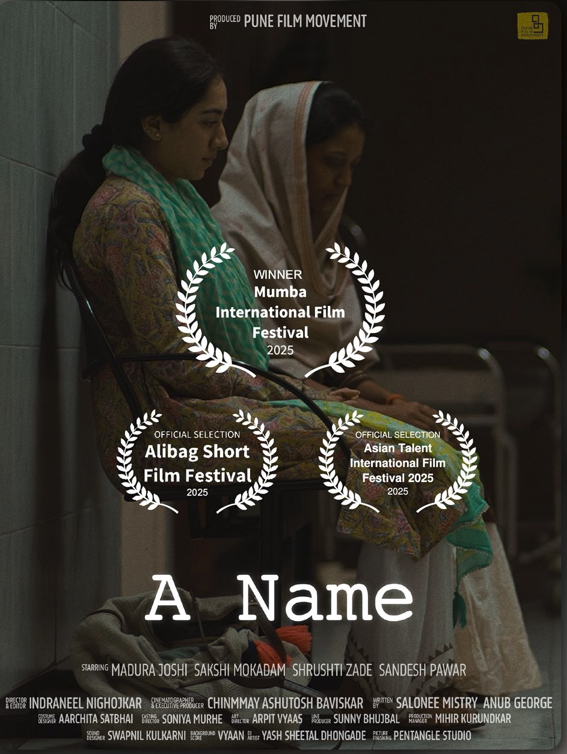 PRODUCED BY PUNE FILM MOVEMENT
WINNER
Mumba
International Film
Festival
2025
OFFICIAL SELECTION
Alibag Short
Film Festival
2025
OFFICIAL SELECTION
Asian Talent
International Film
Festival 2025
2025
A Name
STARRING MADURA JOSHI SAKSHI MOKADAM SHRUSHTI ZADE SANDESH PAWAR
DIRECTOR & EDITOR INDRANEEL NIGHOJKAR CINEMATOGRAPHER & EXECUTIVE PRODUCER CHINMMAY ASHUTOSH BAVISKAR WRITTEN BY SALONEE MISTRY ANUB GEORGE
COSTUME DESIGNER AARCHITA SATBHAI CASTING DIRECTOR SONIYA MURHE ART DIRECTOR ARPIT VYAAS LINE PRODUCER SUNNY BHUJBAL PRODUCTION MANAGER MIHIR KURUNDKAR
SOUND DESIGNER SWAPNIL KULKARNI BACKGROUND SCORE VYAAN DI ARTIST YASH SHEETAL DHONGADE PICTURE FINISHING PENTANGLE STUDIO